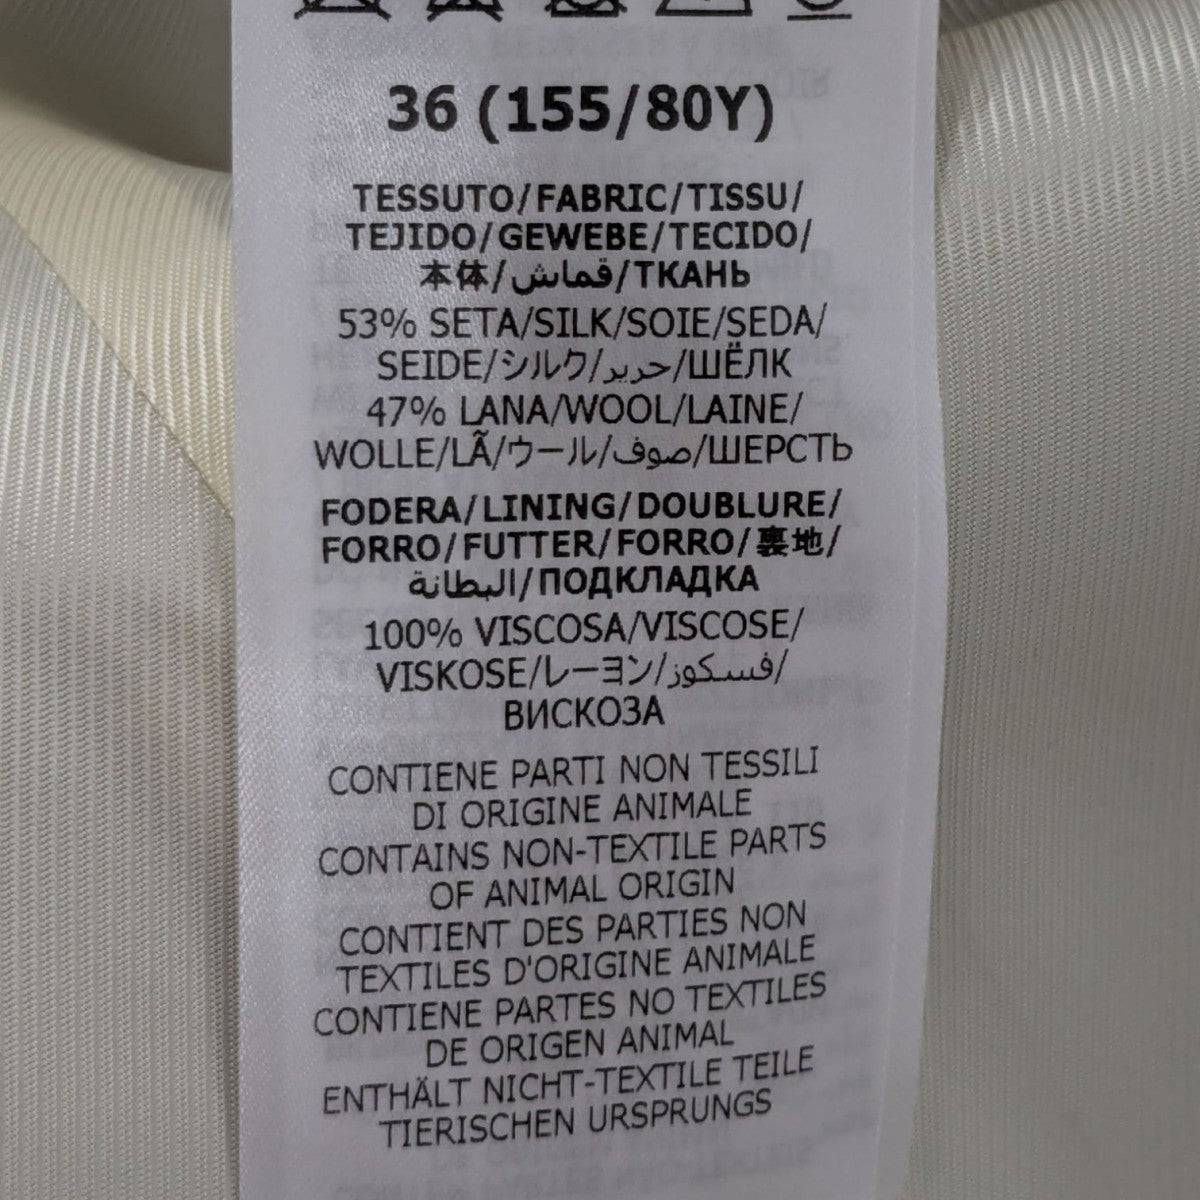 36 (155/80Y)
TESSUTO/FABRIC/TISSU/
TEJIDO/GEWEBE/TECIDO/
本体/قماش/ТКАНЬ
53% SETA/SILK/SOIE/SEDA/
SEIDE/シルク/حرير/ШЁЛК
47% LANA/WOOL/LAINE/
WOLLE/LÃ/ウール/صوف/ШЕРСТЬ
FODERA/LINING/DOUBLURE/
FORRO/FUTTER/FORRO/裏地/
البطانة/ПОДКЛАДКА
100% VISCOSA/VISCOSE/
VISKOSE/レーヨン/فسكوز/
ВИСКОЗА
CONTIENE PARTI NON TESSILI
DI ORIGINE ANIMALE
CONTAINS NON-TEXTILE PARTS
OF ANIMAL ORIGIN
CONTIENT DES PARTIES NON
TEXTILES D'ORIGINE ANIMALE
CONTIENE PARTES NO TEXTILES
DE ORIGEN ANIMAL
ENTHÄLT NICHT-TEXTILE TEILE
TIERISCHEN URSPRUNGS